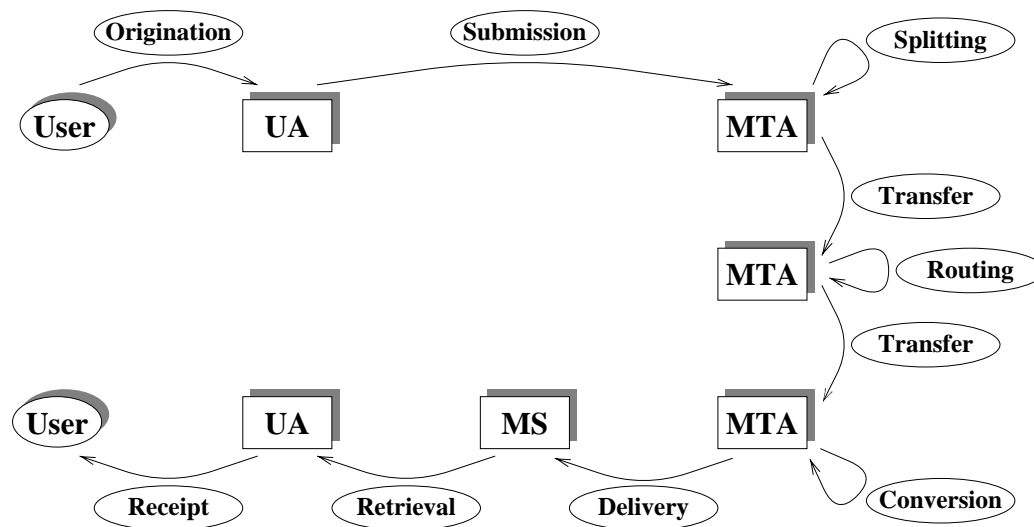 Origination
Submission
Splitting
User
UA
MTA
Transfer
MTA
Routing
Transfer
User
UA
MS
MTA
Receipt
Retrieval
Delivery
Conversion